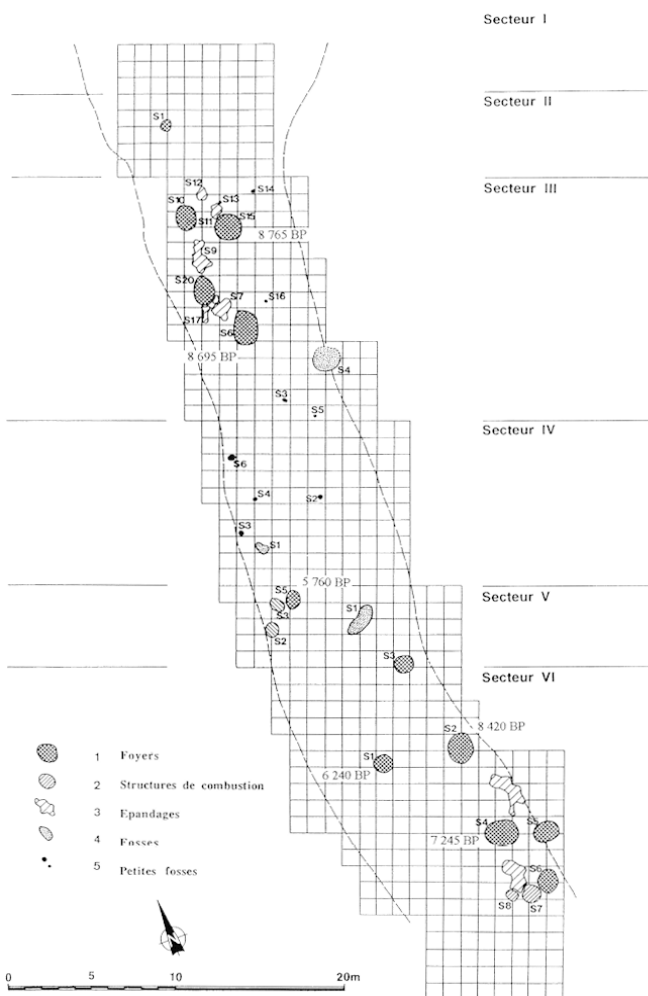 Secteur I
Secteur II
S1
Secteur III
S12
S14
S10
S13
S11
S15
8 765 BP
S9
S20
S7
S16
S17
S6
8 695 BP
S4
S3
S5
Secteur IV
S6
S4
S2
S3
S1
5 760 BP
Secteur V
S5
S1
S3
S2
S3
Secteur VI
S2
8 420 BP
S1
6 240 BP
S4
S5
7 245 BP
S6
S8
S7
1 Foyers
2 Structures de combustion
3 Epandages
4 Fosses
5 Petites fosses
0 5 10 20m